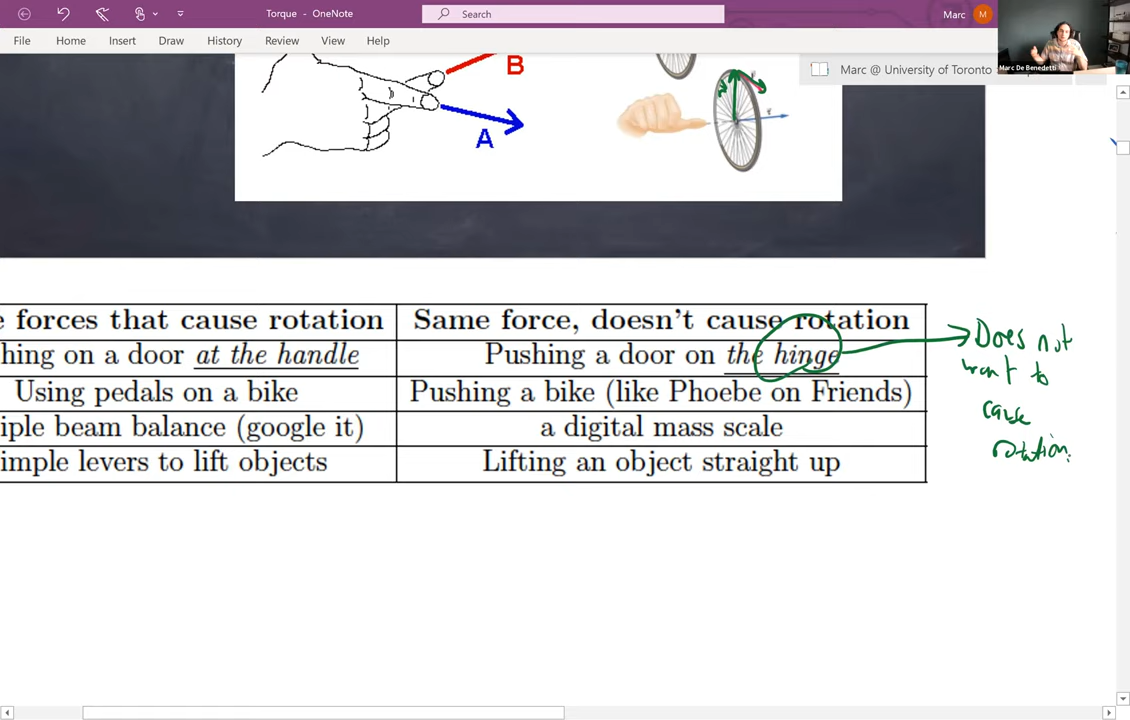 Torque - OneNote
Search
Marc
M
File Home Insert Draw History Review View Help
Marc De Benedetti
Marc @ University of Toronto
B
A
e forces that cause rotation Same force, doesn't cause rotation
hing on a door at the handle Pushing a door on the hinge
Using pedals on a bike Pushing a bike (like Phoebe on Friends)
iple beam balance (google it) a digital mass scale
imple levers to lift objects Lifting an object straight up
Does not
want to
cause
rotation.